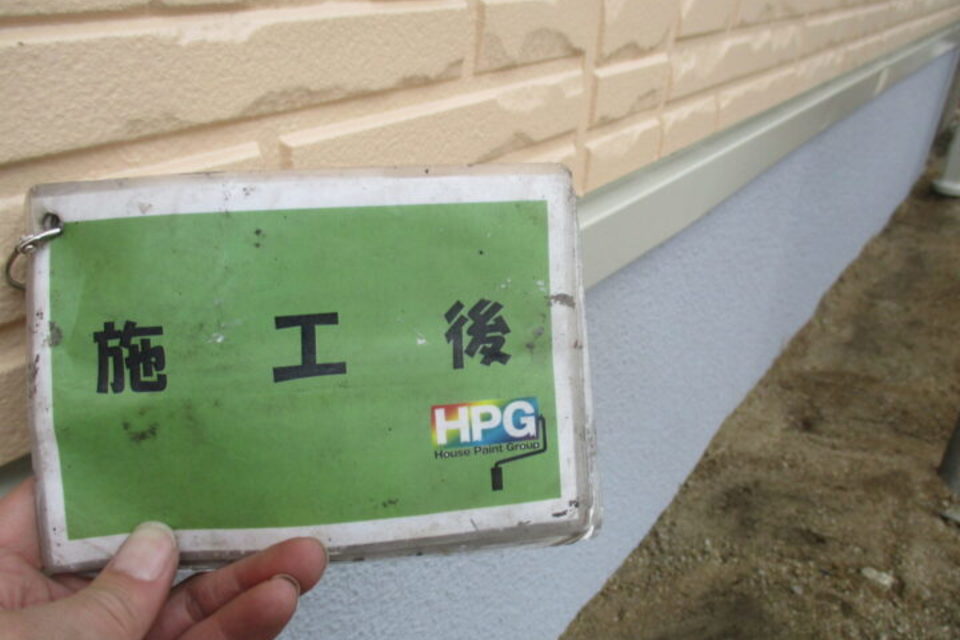 施工後
HPG
House Paint Group